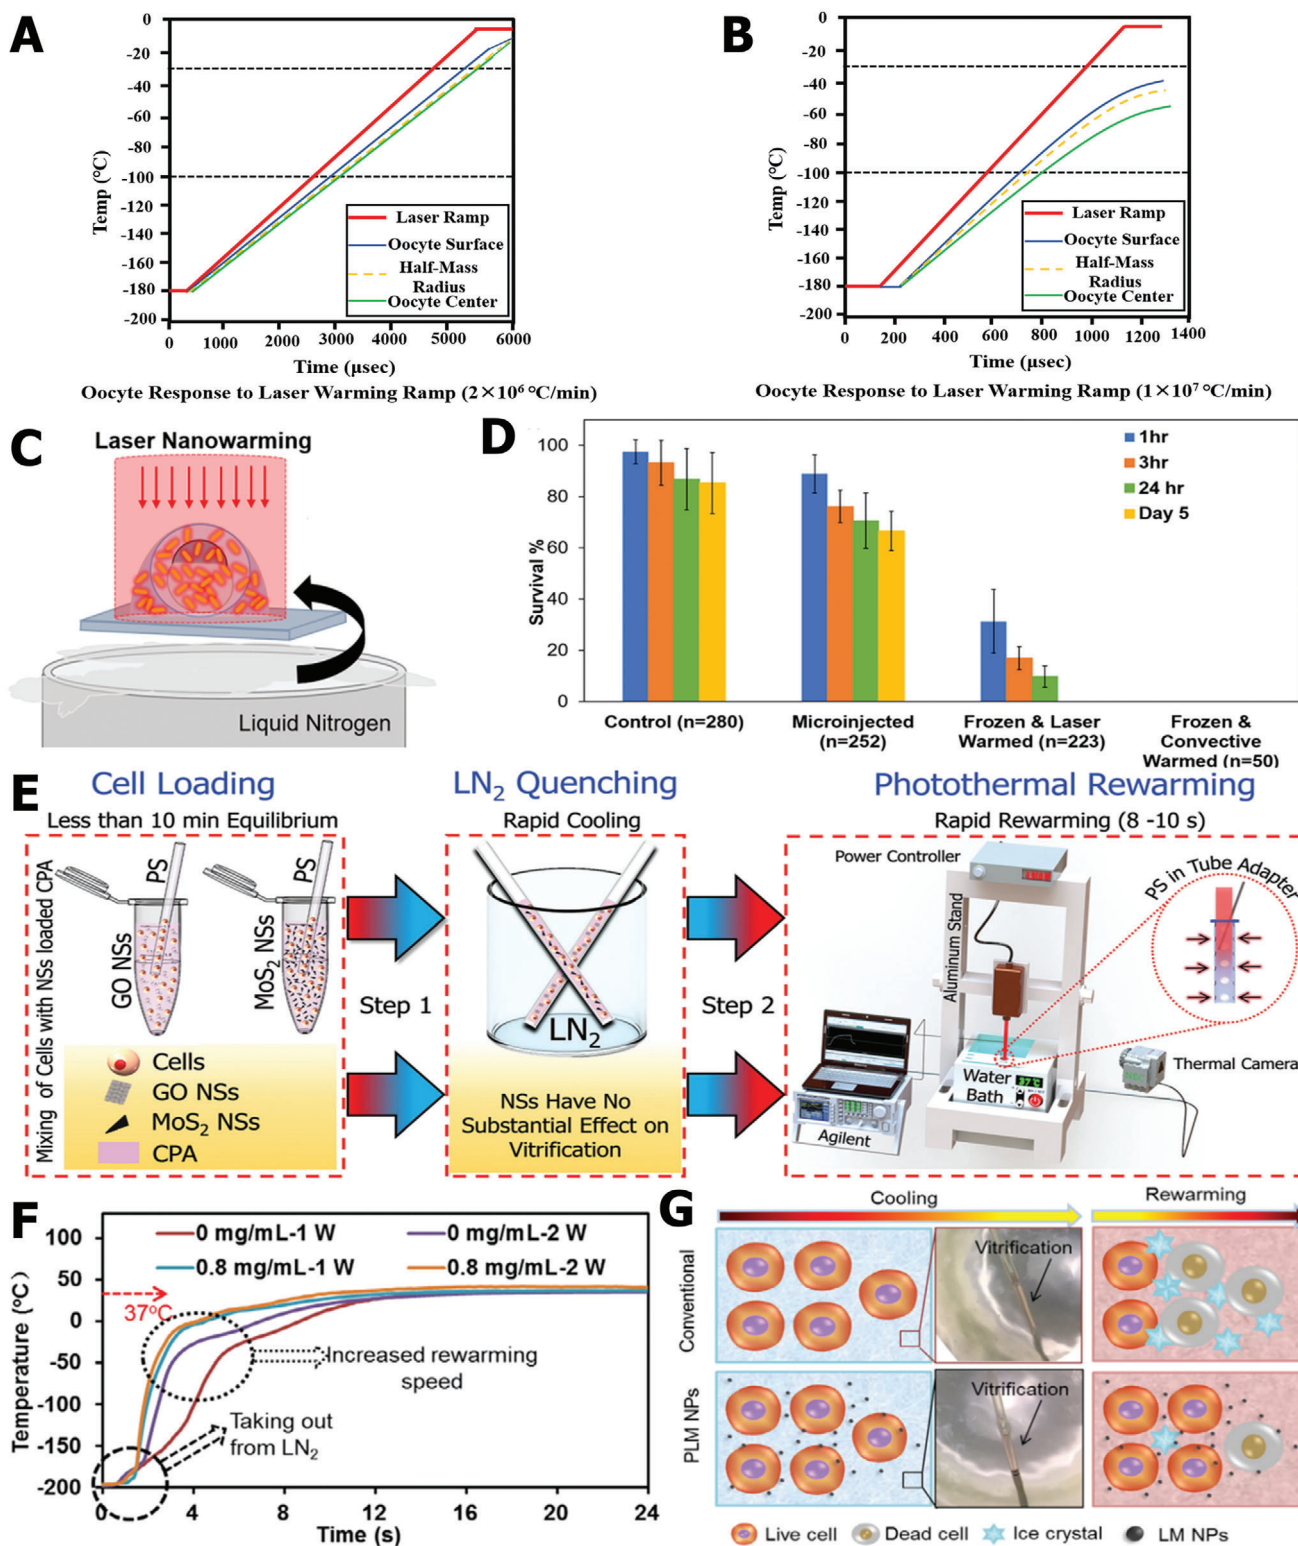 A
Temp (℃)
0
-20
-40
-60
-80
-100
-120
-140
-160
-180
-200
Laser Ramp
Oocyte Surface
Half-Mass
Radius
Oocyte Center
0 1000 2000 3000 4000 5000 6000
Time (μsec)
Oocyte Response to Laser Warming Ramp (2×10⁶ ℃/min)
B
Temp (℃)
0
-20
-40
-60
-80
-100
-120
-140
-160
-180
-200
Laser Ramp
Oocyte Surface
Half-Mass
Radius
Oocyte Center
0 200 400 600 800 1000 1200 1400
Time (μsec)
Oocyte Response to Laser Warming Ramp (1×10⁷ ℃/min)
C
Laser Nanowarming
Liquid Nitrogen
D
Survival %
100
80
60
40
20
0
1hr
3hr
24 hr
Day 5
Control (n=280)
Microinjected
(n=252)
Frozen & Laser
Warmed (n=223)
Frozen &
Convective
Warmed (n=50)
E
Cell Loading
Less than 10 min Equilibrium
Mixing of Cells with NSs loaded CPA
PS
GO NSs
PS
MoS₂ NSs
Cells
GO NSs
MoS₂ NSs
CPA
Step 1
LN₂ Quenching
Rapid Cooling
LN₂
NSs Have No
Substantial Effect on
Vitrification
Step 2
Photothermal Rewarming
Rapid Rewarming (8 -10 s)
Power Controller
Aluminum Stand
PS in Tube Adapter
Water
Bath
37℃
Thermal Camera
Agilent
F
Temperature (℃)
100
50
0
-50
-100
-150
-200
0 mg/mL-1 W
0 mg/mL-2 W
0.8 mg/mL-1 W
0.8 mg/mL-2 W
37℃
Increased rewarming
speed
Taking out
from LN₂
0 4 8 12 16 20 24
Time (s)
G
Cooling
Rewarming
Conventional
Vitrification
PLM NPs
Vitrification
Live cell
Dead cell
Ice crystal
LM NPs